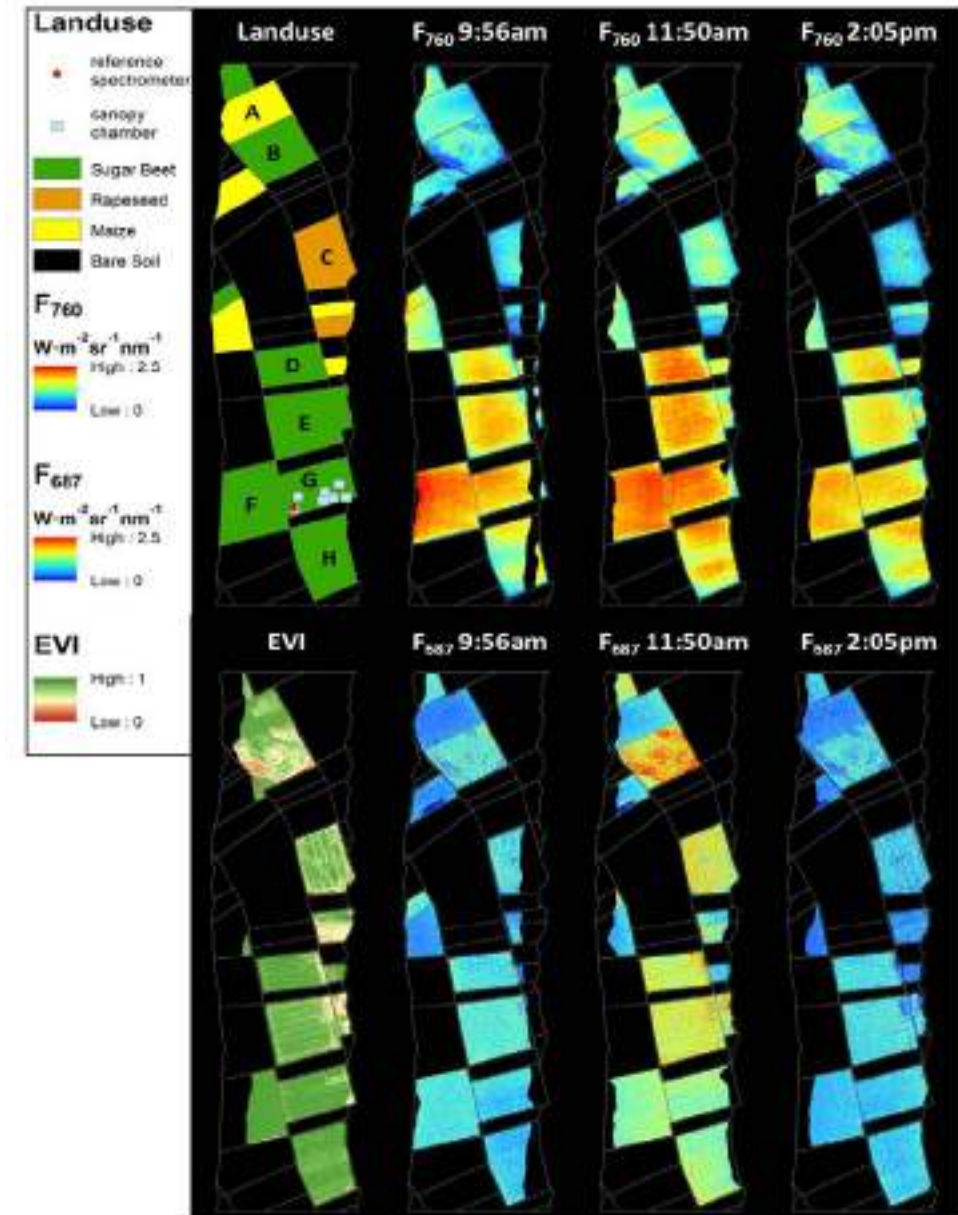 Landuse
reference
spectrometer
canopy
chamber
Sugar Beet
Rapeseed
Maize
Bare Soil
F₇₆₀
W·m⁻²sr⁻¹nm⁻¹
High : 2.5
Low : 0
F₆₈₇
W·m⁻²sr⁻¹nm⁻¹
High : 2.5
Low : 0
EVI
High : 1
Low : 0
Landuse
F₇₆₀ 9:56am
F₇₆₀ 11:50am
F₇₆₀ 2:05pm
A
B
C
D
E
G
F
H
EVI
F₆₈₇ 9:56am
F₆₈₇ 11:50am
F₆₈₇ 2:05pm